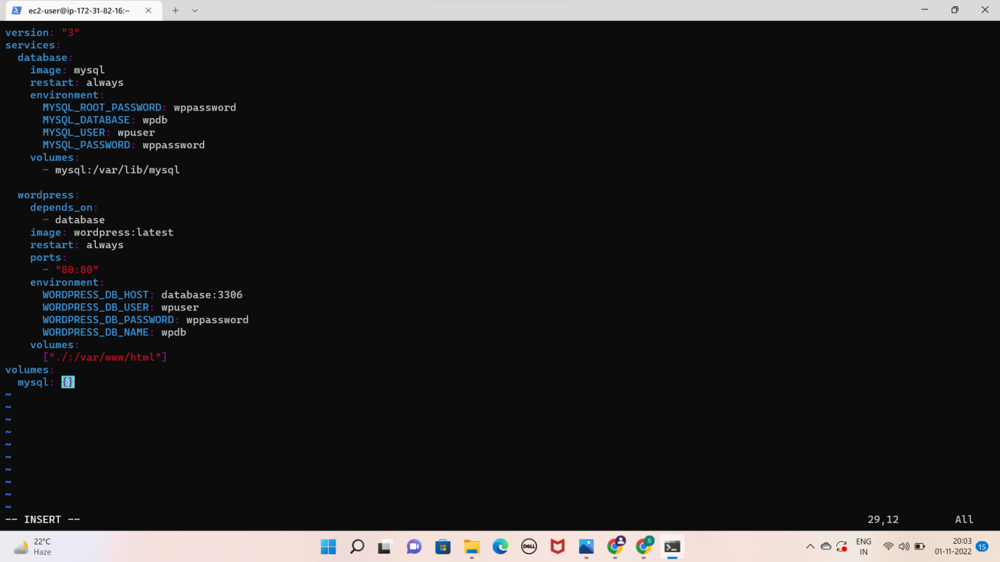 ec2-user@ip-172-31-82-16:~
version: "3"
services:
  database:
    image: mysql
    restart: always
    environment:
      MYSQL_ROOT_PASSWORD: wppassword
      MYSQL_DATABASE: wpdb
      MYSQL_USER: wpuser
      MYSQL_PASSWORD: wppassword
    volumes:
      - mysql:/var/lib/mysql
  wordpress:
    depends_on:
      - database
    image: wordpress:latest
    restart: always
    ports:
      - "80:80"
    environment:
      WORDPRESS_DB_HOST: database:3306
      WORDPRESS_DB_USER: wpuser
      WORDPRESS_DB_PASSWORD: wppassword
      WORDPRESS_DB_NAME: wpdb
    volumes:
      ["./:/var/www/html"]
volumes:
  mysql: {}
~
~
~
~
~
~
~
~
~
~
-- INSERT -- 29,12 All
22°C
Haze
DELL
S
ENG
IN
20:03
01-11-2022
15